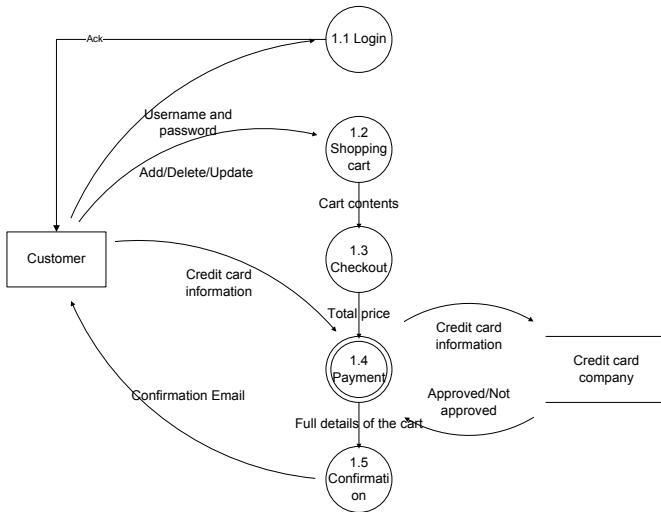 Ack
1.1 Login
Username and
password
1.2
Shopping
cart
Add/Delete/Update
Cart contents
Customer
1.3
Checkout
Credit card
information
Total price
Credit card
information
1.4
Payment
Credit card
company
Confirmation Email
Approved/Not
approved
Full details of the cart
1.5
Confirmati
on